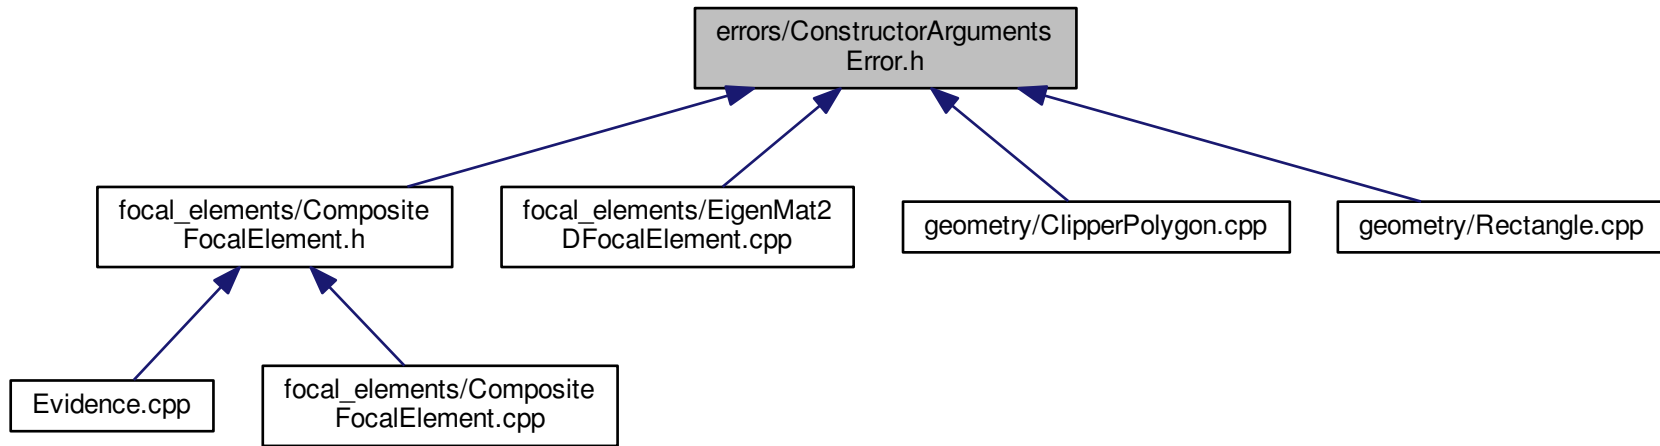 errors/ConstructorArguments
Error.h
focal_elements/Composite
FocalElement.h
focal_elements/EigenMat2
DFocalElement.cpp
geometry/ClipperPolygon.cpp
geometry/Rectangle.cpp
Evidence.cpp
focal_elements/Composite
FocalElement.cpp